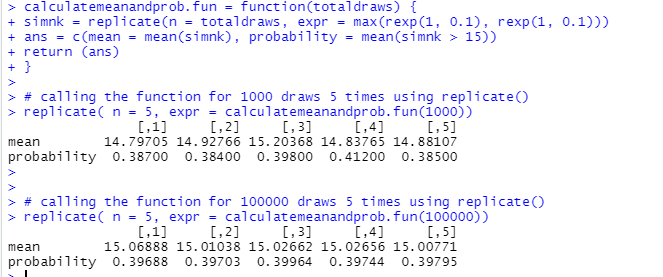 > calculatemeanandprob.fun = function(totaldraws) {
+ simnk = replicate(n = totaldraws, expr = max(rexp(1, 0.1), rexp(1, 0.1)))
+ ans = c(mean = mean(simnk), probability = mean(simnk > 15))
+ return (ans)
+ }
>
> # calling the function for 1000 draws 5 times using replicate()
> replicate( n = 5, expr = calculatemeanandprob.fun(1000))
[,1] [,2] [,3] [,4] [,5]
mean 14.79705 14.92766 15.20368 14.83765 14.88107
probability 0.38700 0.38400 0.39800 0.41200 0.38500
>
>
> # calling the function for 100000 draws 5 times using replicate()
> replicate( n = 5, expr = calculatemeanandprob.fun(100000))
[,1] [,2] [,3] [,4] [,5]
mean 15.06888 15.01038 15.02662 15.02656 15.00771
probability 0.39688 0.39703 0.39964 0.39744 0.39795
>